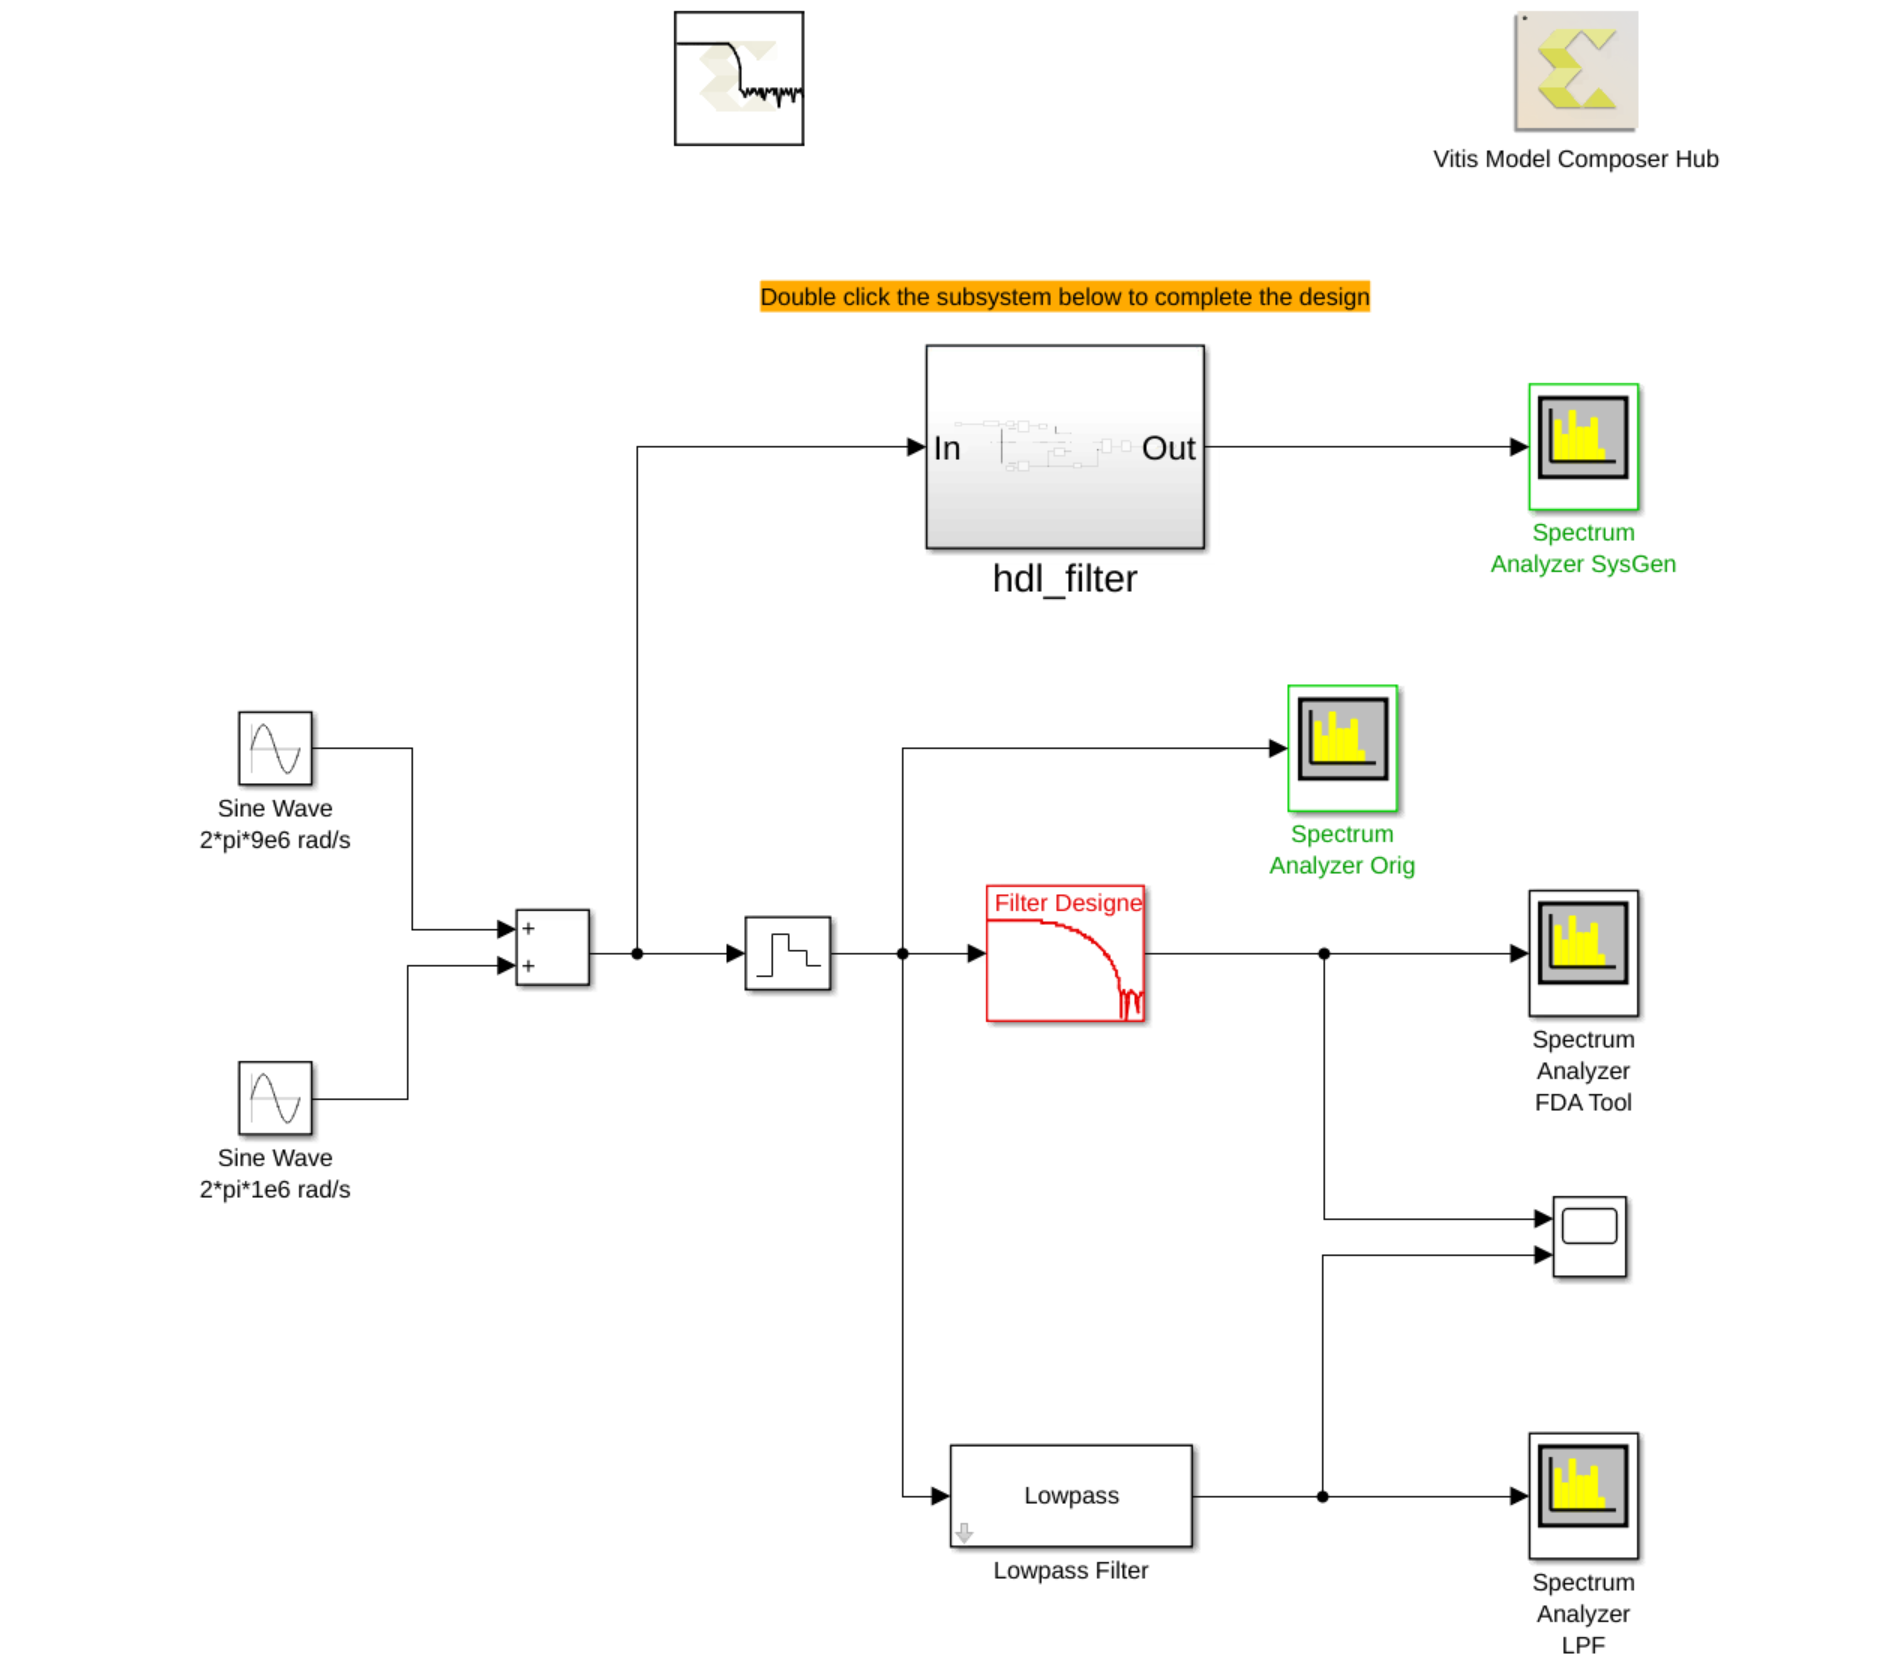 Vitis Model Composer Hub
Double click the subsystem below to complete the design
In
Out
hdl_filter
Spectrum
Analyzer SysGen
Sine Wave
2*pi*9e6 rad/s
Spectrum
Analyzer Orig
Filter Designe
+
+
Spectrum
Analyzer
FDA Tool
Sine Wave
2*pi*1e6 rad/s
Lowpass
Lowpass Filter
Spectrum
Analyzer
LPF